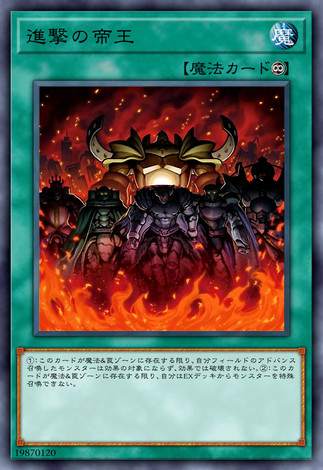 進撃の帝王
魔
【魔法カード♾】
①:このカードが魔法&罠ゾーンに存在する限り、自分フィールドのアドバンス
召喚したモンスターは効果の対象にならず、効果では破壊されない。②:このカー
ドが魔法&罠ゾーンに存在する限り、自分はEXデッキからモンスターを特殊
召喚できない。
19870120